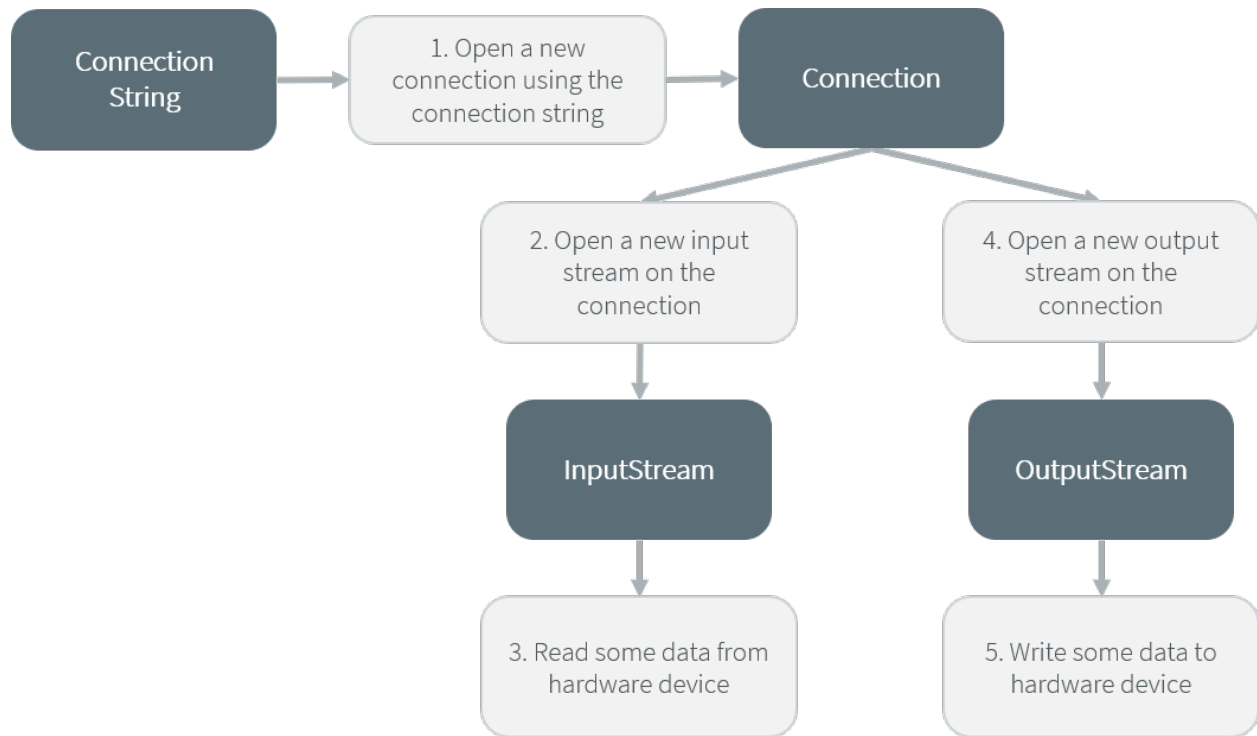 Connection
String
1. Open a new
connection using the
connection string
Connection
2. Open a new input
stream on the
connection
4. Open a new output
stream on the
connection
InputStream
OutputStream
3. Read some data from
hardware device
5. Write some data to
hardware device